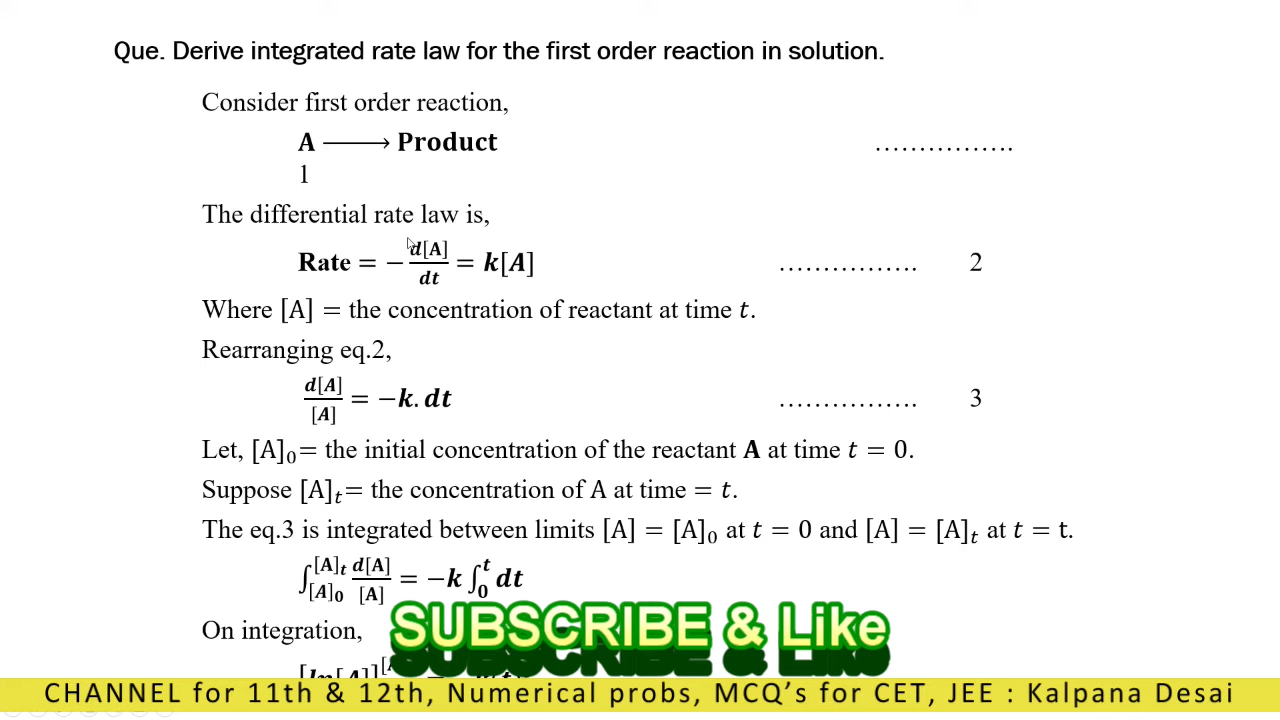 Que. Derive integrated rate law for the first order reaction in solution.
Consider first order reaction,
A ⟶ Product ................
1
The differential rate law is,
Rate = −d[A]/dt = k[A] ................ 2
Where [A] = the concentration of reactant at time t.
Rearranging eq.2,
d[A]/[A] = −k. dt ................ 3
Let, [A]₀= the initial concentration of the reactant A at time t = 0.
Suppose [A]ₜ= the concentration of A at time = t.
The eq.3 is integrated between limits [A] = [A]₀ at t = 0 and [A] = [A]ₜ at t = t.
∫_[A]₀^[A]ₜ d[A]/[A] = −k ∫₀ᵗ dt
On integration,
SUBSCRIBE & Like
CHANNEL for 11th & 12th, Numerical probs, MCQ's for CET, JEE : Kalpana Desai